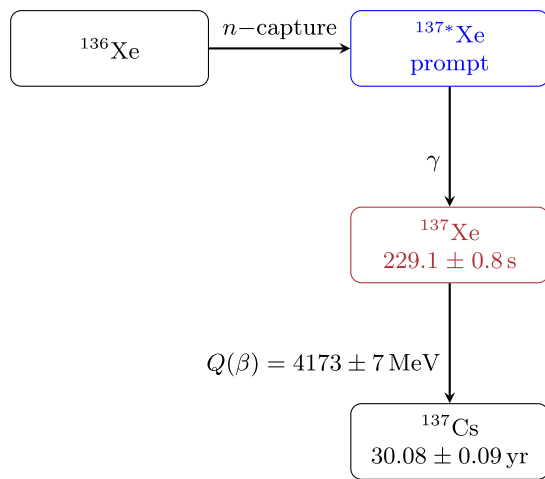 ¹³⁶Xe
n−capture
¹³⁷*Xe
prompt
γ
¹³⁷Xe
229.1 ± 0.8 s
Q(β) = 4173 ± 7 MeV
¹³⁷Cs
30.08 ± 0.09 yr